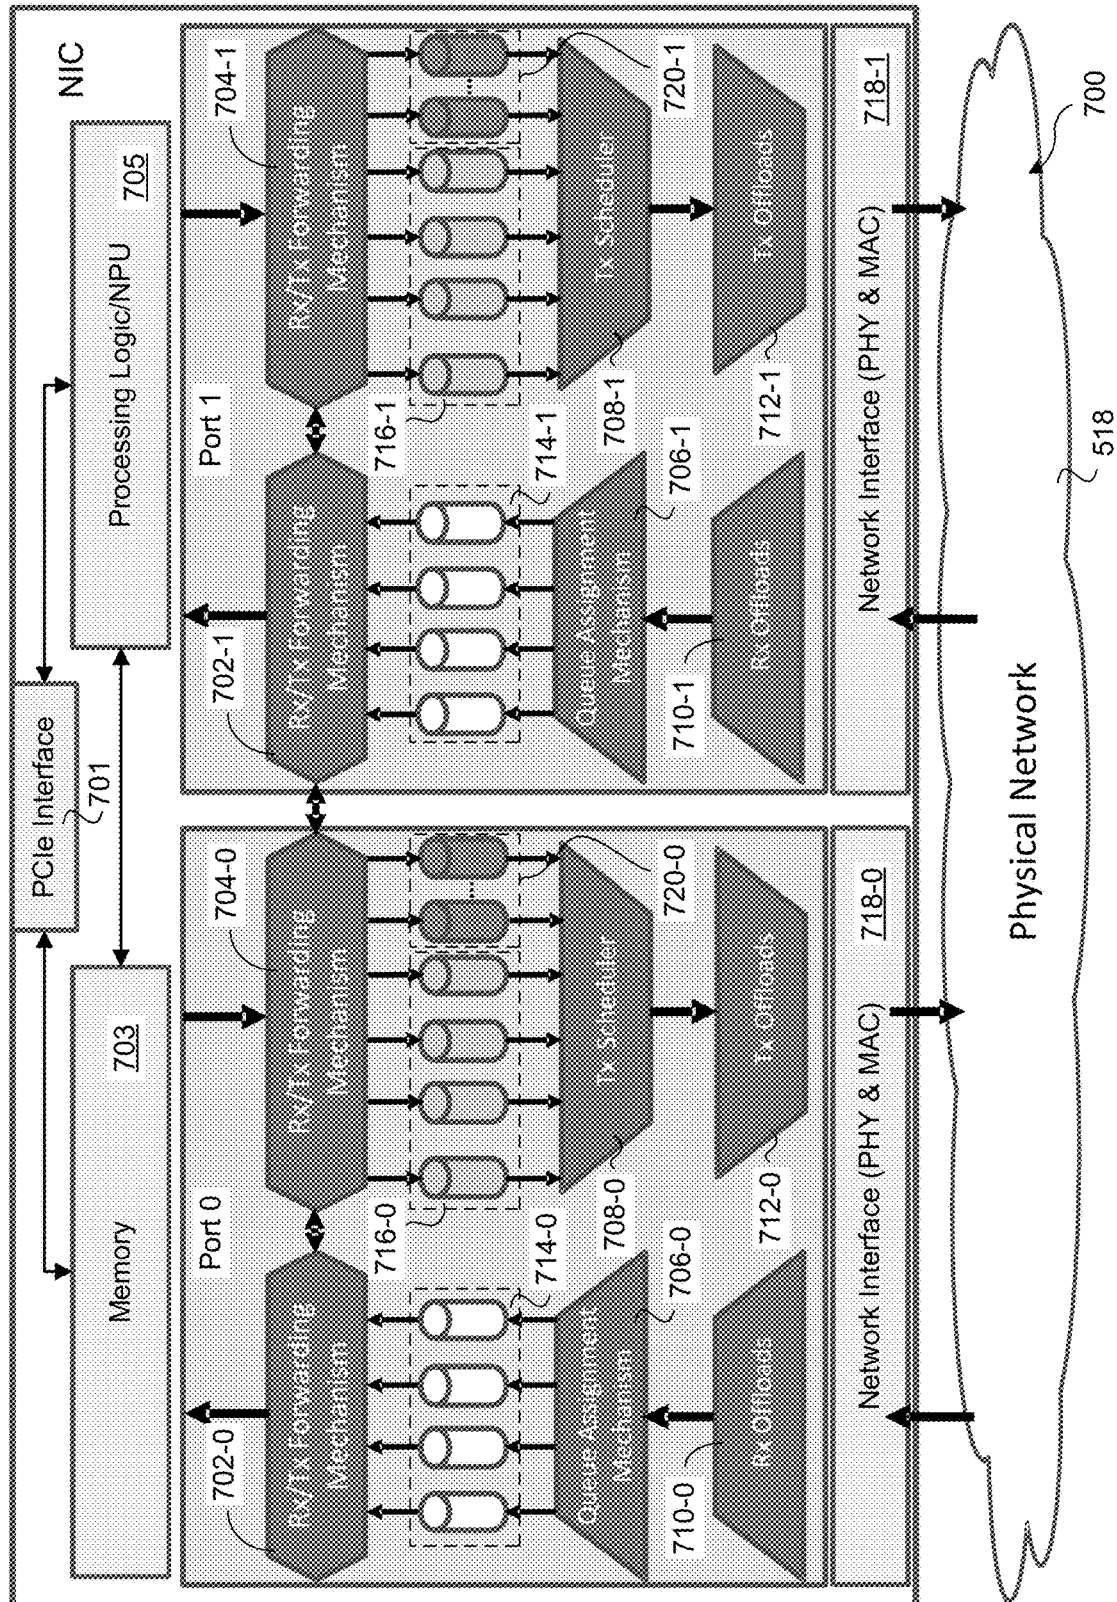 NIC
PCIe Interface
701
Memory
703
Processing Logic/NPU
705
Port 0
702-0
704-0
Rx/Tx Forwarding
Mechanism
Rx/Tx Forwarding
Mechanism
716-0
714-0
720-0
Queue Assignment
Mechanism
706-0
Tx Scheduler
708-0
710-0
Rx Offloads
712-0
Tx Offloads
Network Interface (PHY & MAC)
718-0
Port 1
702-1
704-1
Rx/Tx Forwarding
Mechanism
Rx/Tx Forwarding
Mechanism
716-1
714-1
720-1
Queue Assignment
Mechanism
706-1
Tx Scheduler
708-1
710-1
Rx Offloads
712-1
Tx Offloads
Network Interface (PHY & MAC)
718-1
Physical Network
518
700